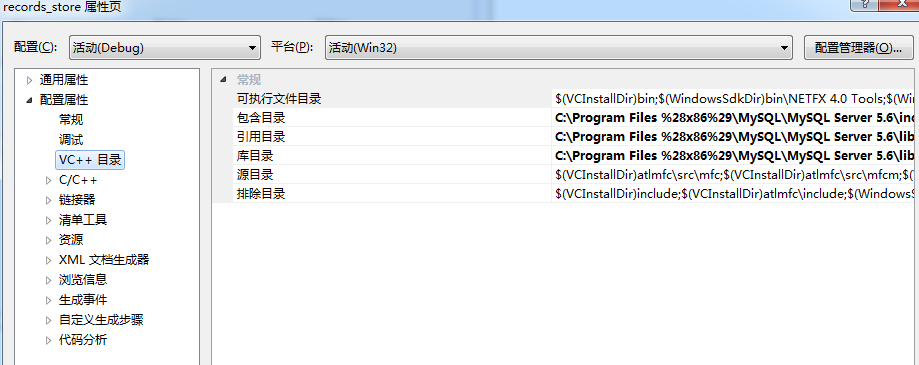 records_store 属性页
配置(C): 活动(Debug) 平台(P): 活动(Win32) 配置管理器(O)...
通用属性
配置属性
常规
调试
VC++ 目录
C/C++
链接器
清单工具
资源
XML 文档生成器
浏览信息
生成事件
自定义生成步骤
代码分析
常规
可执行文件目录 $(VCInstallDir)bin;$(WindowsSdkDir)bin\NETFX 4.0 Tools;$(Win
包含目录 C:\Program Files %28x86%29\MySQL\MySQL Server 5.6\inc
引用目录 C:\Program Files %28x86%29\MySQL\MySQL Server 5.6\lib
库目录 C:\Program Files %28x86%29\MySQL\MySQL Server 5.6\lib
源目录 $(VCInstallDir)atlmfc\src\mfc;$(VCInstallDir)atlmfc\src\mfcm;$(
排除目录 $(VCInstallDir)include;$(VCInstallDir)atlmfc\include;$(WindowsS